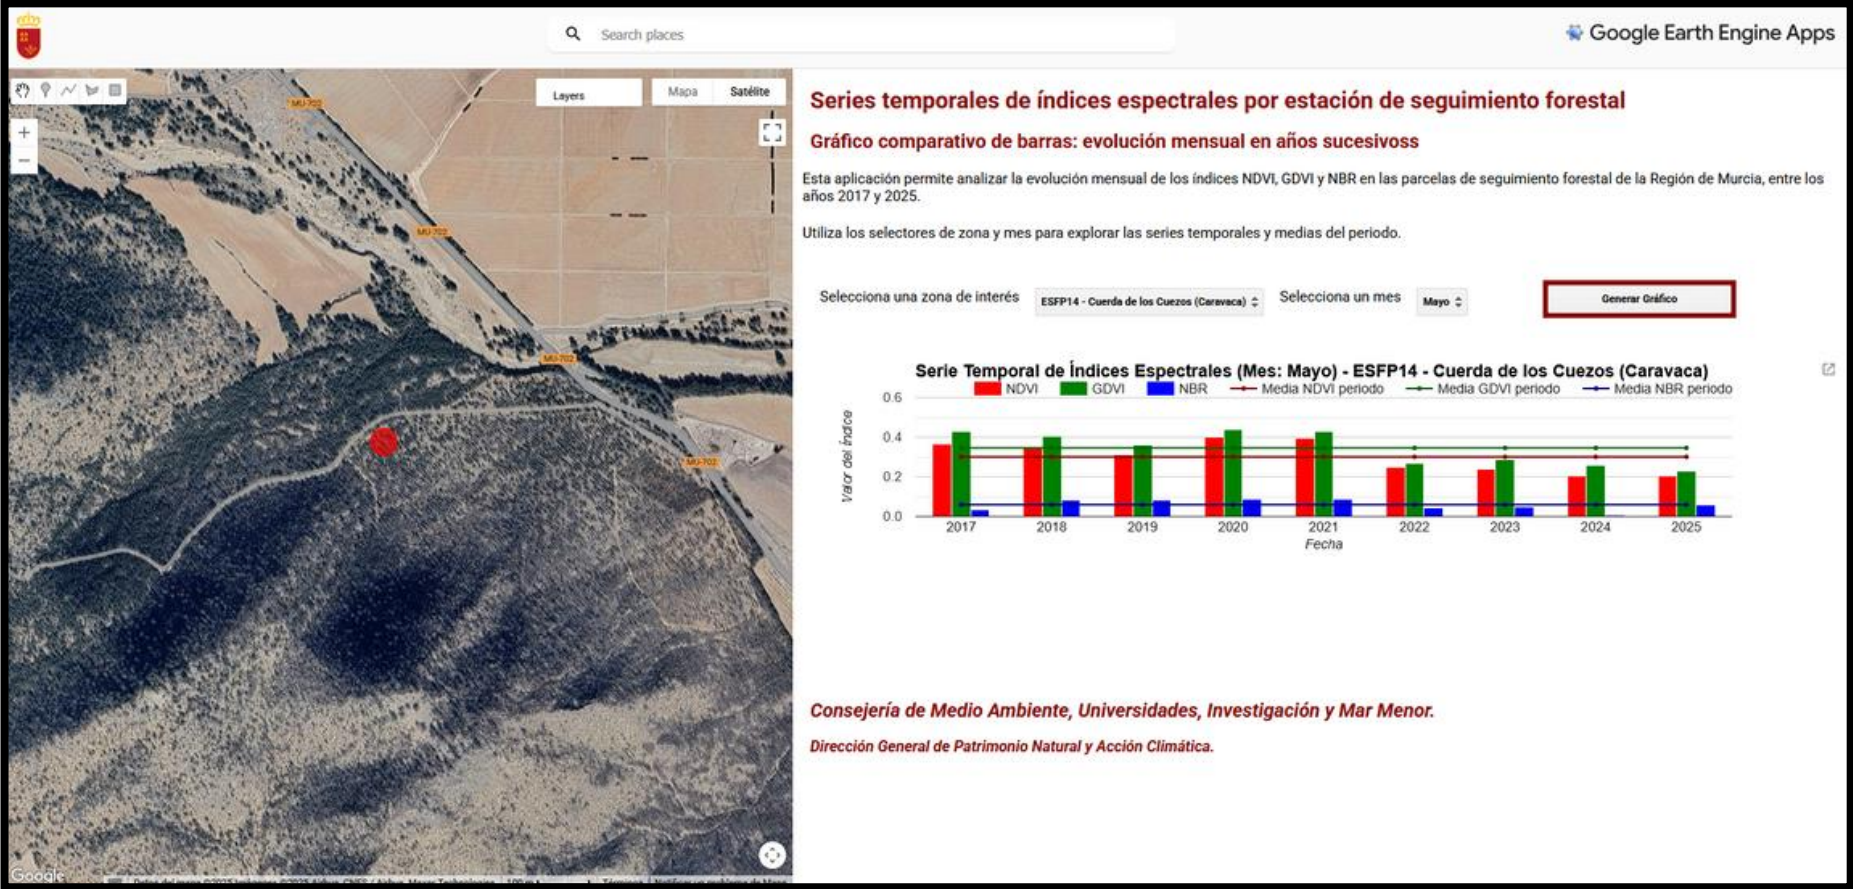 Search places
Google Earth Engine Apps
Layers
Mapa
Satélite
MU-702
MU-702
MU-702
MU-702
Google
Series temporales de índices espectrales por estación de seguimiento forestal
Gráfico comparativo de barras: evolución mensual en años sucesivoss
Esta aplicación permite analizar la evolución mensual de los índices NDVI, GDVI y NBR en las parcelas de seguimiento forestal de la Región de Murcia, entre los
años 2017 y 2025.
Utiliza los selectores de zona y mes para explorar las series temporales y medias del periodo.
Selecciona una zona de interés
ESFP14 - Cuerda de los Cuezos (Caravaca)
Selecciona un mes
Mayo
Generar Gráfico
Serie Temporal de Índices Espectrales (Mes: Mayo) - ESFP14 - Cuerda de los Cuezos (Caravaca)
NDVI GDVI NBR Media NDVI periodo Media GDVI periodo Media NBR periodo
Valor del Índice
0.6
0.4
0.2
0.0
2017 2018 2019 2020 2021 2022 2023 2024 2025
Fecha
Consejería de Medio Ambiente, Universidades, Investigación y Mar Menor.
Dirección General de Patrimonio Natural y Acción Climática.